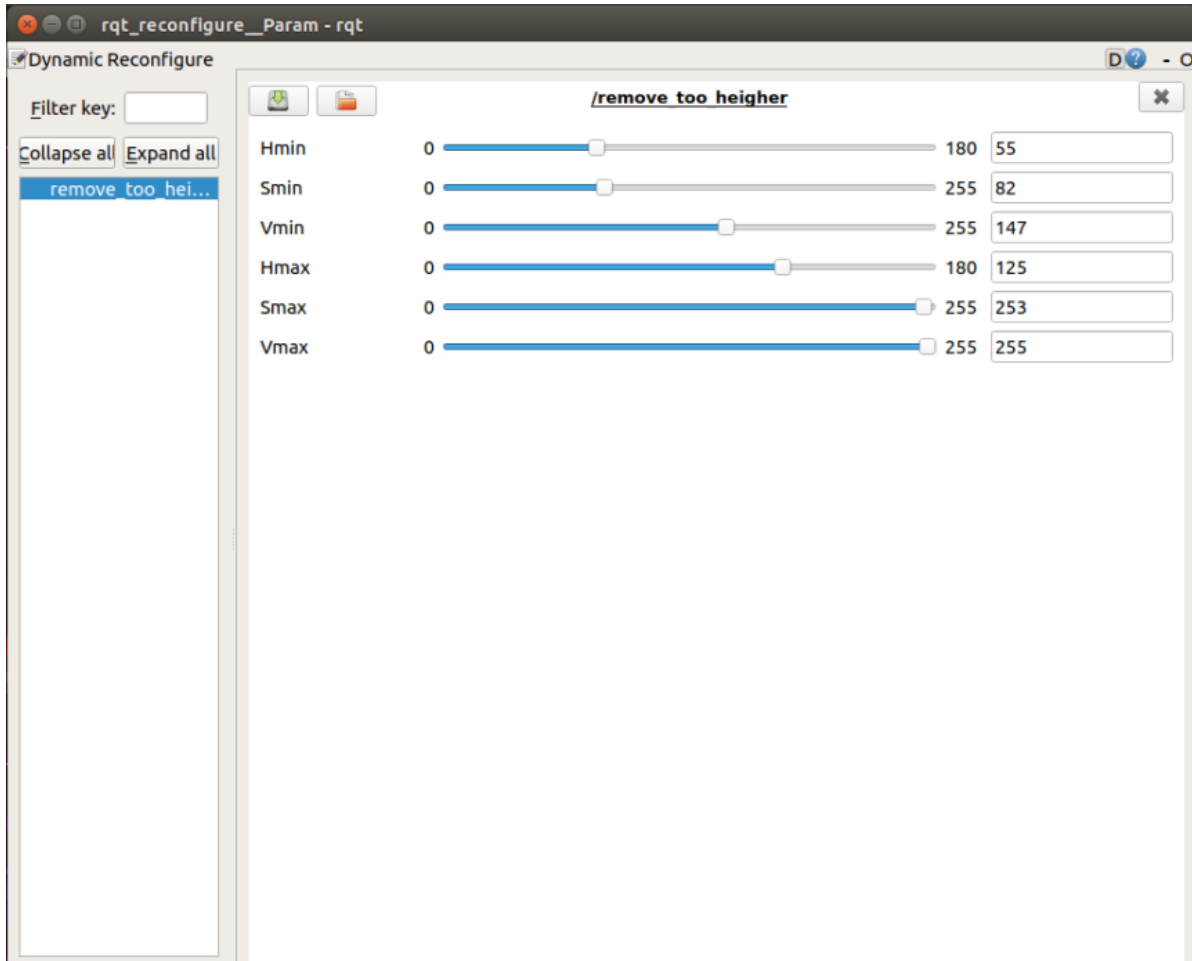 rqt_reconfigure__Param - rqt
Dynamic Reconfigure
D? - O
Filter key:
Collapse all Expand all
remove_too_hei...
/remove_too_heigher
Hmin 0 180 55
Smin 0 255 82
Vmin 0 255 147
Hmax 0 180 125
Smax 0 255 253
Vmax 0 255 255